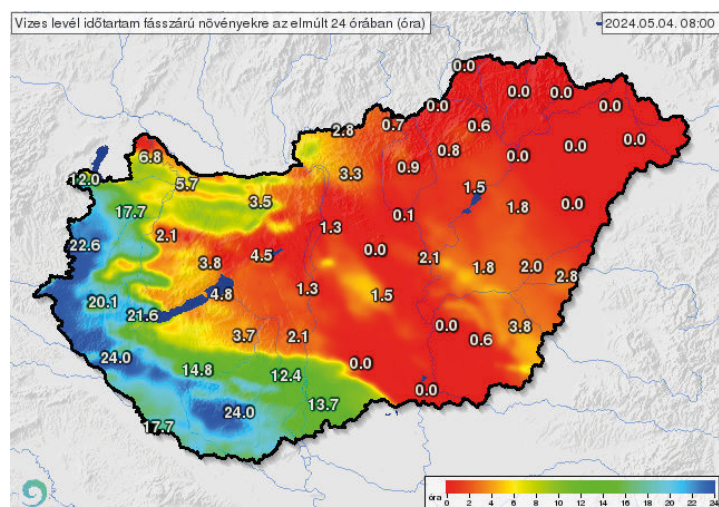 Vizes levél időtartam fásszárú növényekre az elmúlt 24 órában (óra)
2024.05.04. 08:00
0.0
0.0 0.0
0.0 0.0
2.8 0.7 0.6 0.0
6.8 0.8 0.0 0.0
12.0 5.7 3.3 0.9
3.5 1.5
17.7 0.1 1.8 0.0
22.6 2.1 1.3
3.8 4.5 0.0 2.1
1.8 2.0 2.8
20.1 4.8 1.3 1.5
21.6
3.7 2.1 0.0 0.6 3.8
24.0 14.8 12.4 0.0
24.0 13.7 0.0
17.7
óra 0 2 4 6 8 10 12 14 16 18 20 22 24